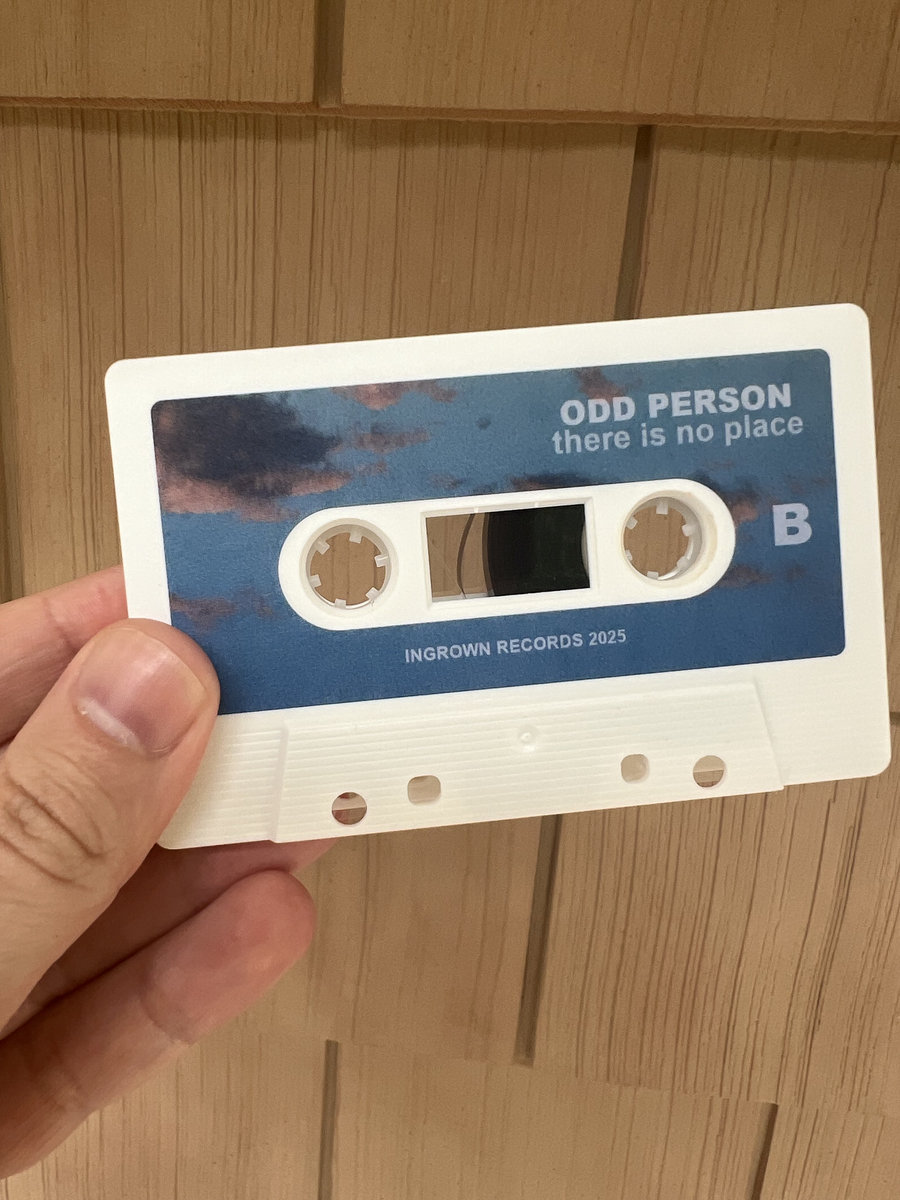 ODD PERSON
there is no place
B
INGROWN RECORDS 2025